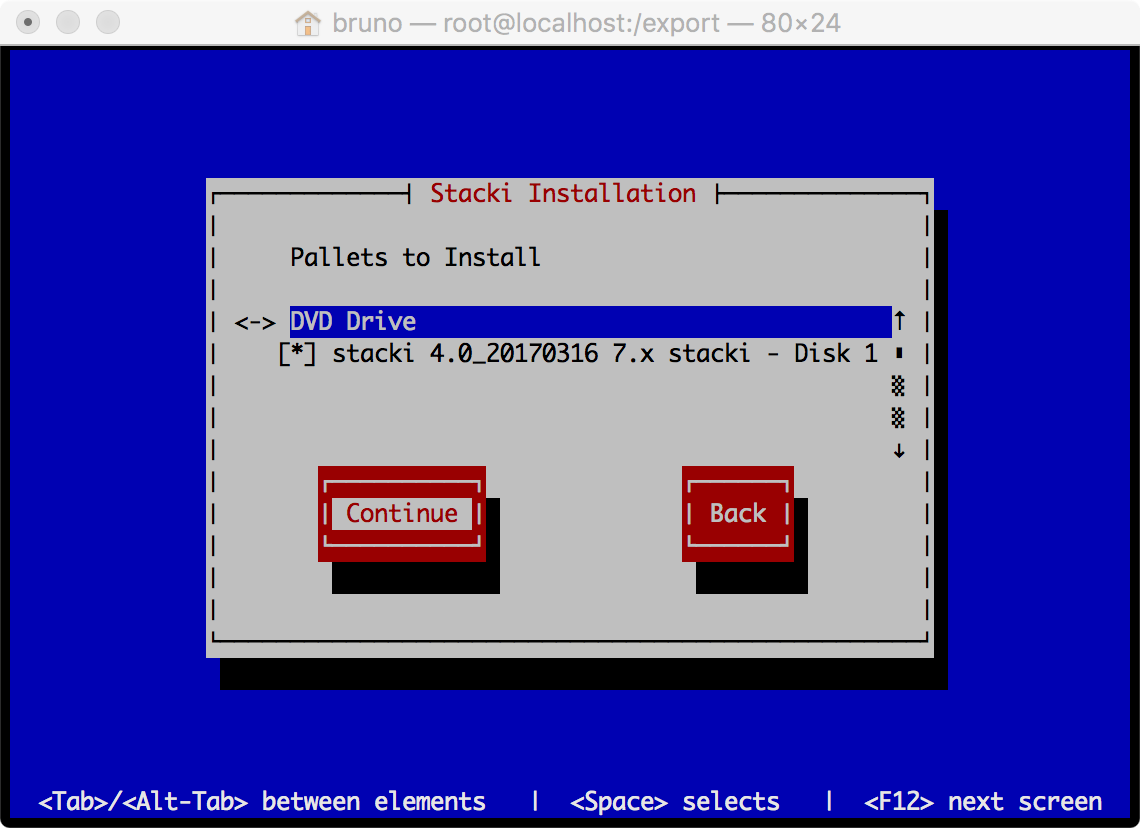 bruno — root@localhost:/export — 80×24
Stacki Installation
Pallets to Install
<-> DVD Drive ↑
[*] stacki 4.0_20170316 7.x stacki - Disk 1
↓
Continue Back
<Tab>/<Alt-Tab> between elements | <Space> selects | <F12> next screen